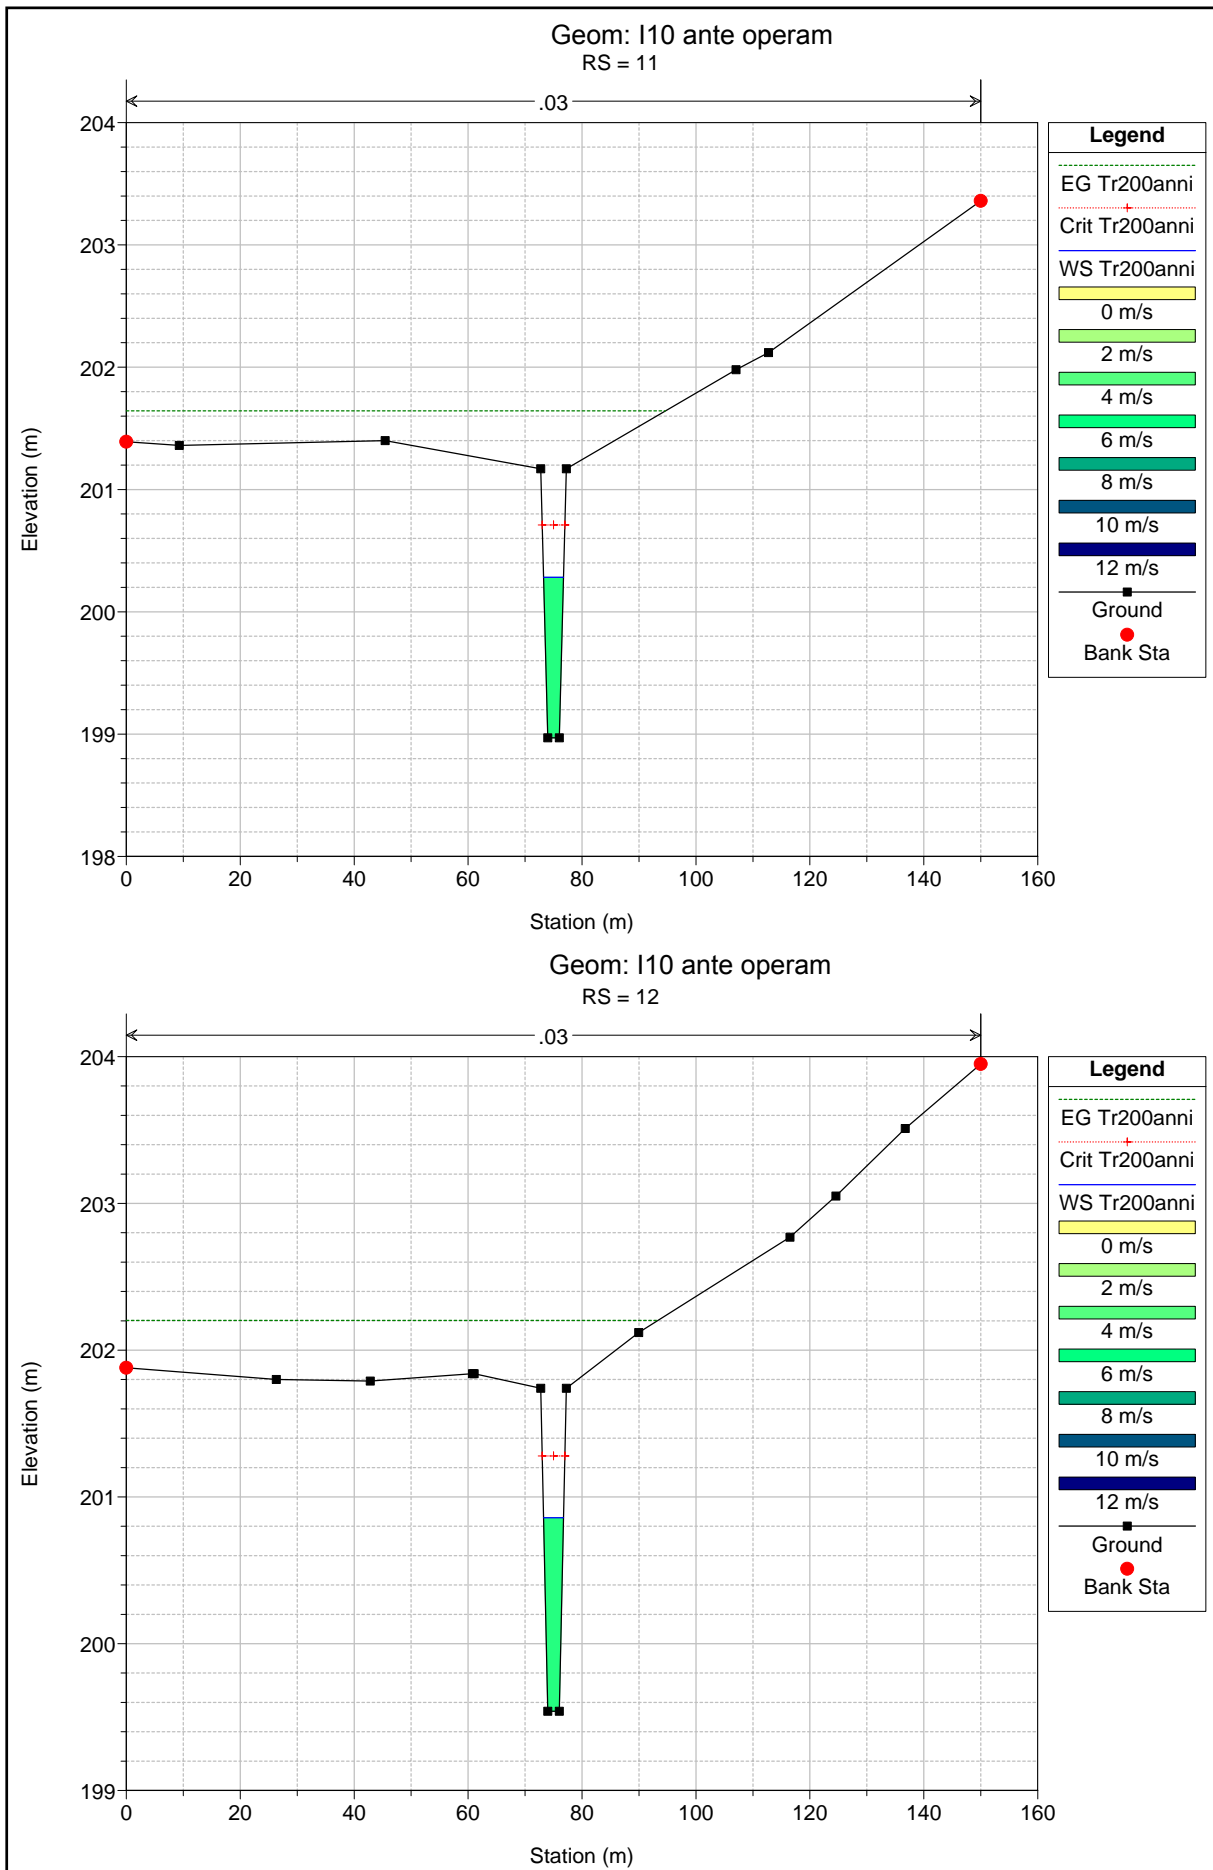 Geom: I10 ante operam
RS = 11
.03
204
203
202
201
200
199
198
0
20
40
60
80
100
120
140
160
Elevation (m)
Station (m)
Legend
EG Tr200anni
Crit Tr200anni
WS Tr200anni
0 m/s
2 m/s
4 m/s
6 m/s
8 m/s
10 m/s
12 m/s
Ground
Bank Sta
Geom: I10 ante operam
RS = 12
.03
204
203
202
201
200
199
0
20
40
60
80
100
120
140
160
Elevation (m)
Station (m)
Legend
EG Tr200anni
Crit Tr200anni
WS Tr200anni
0 m/s
2 m/s
4 m/s
6 m/s
8 m/s
10 m/s
12 m/s
Ground
Bank Sta